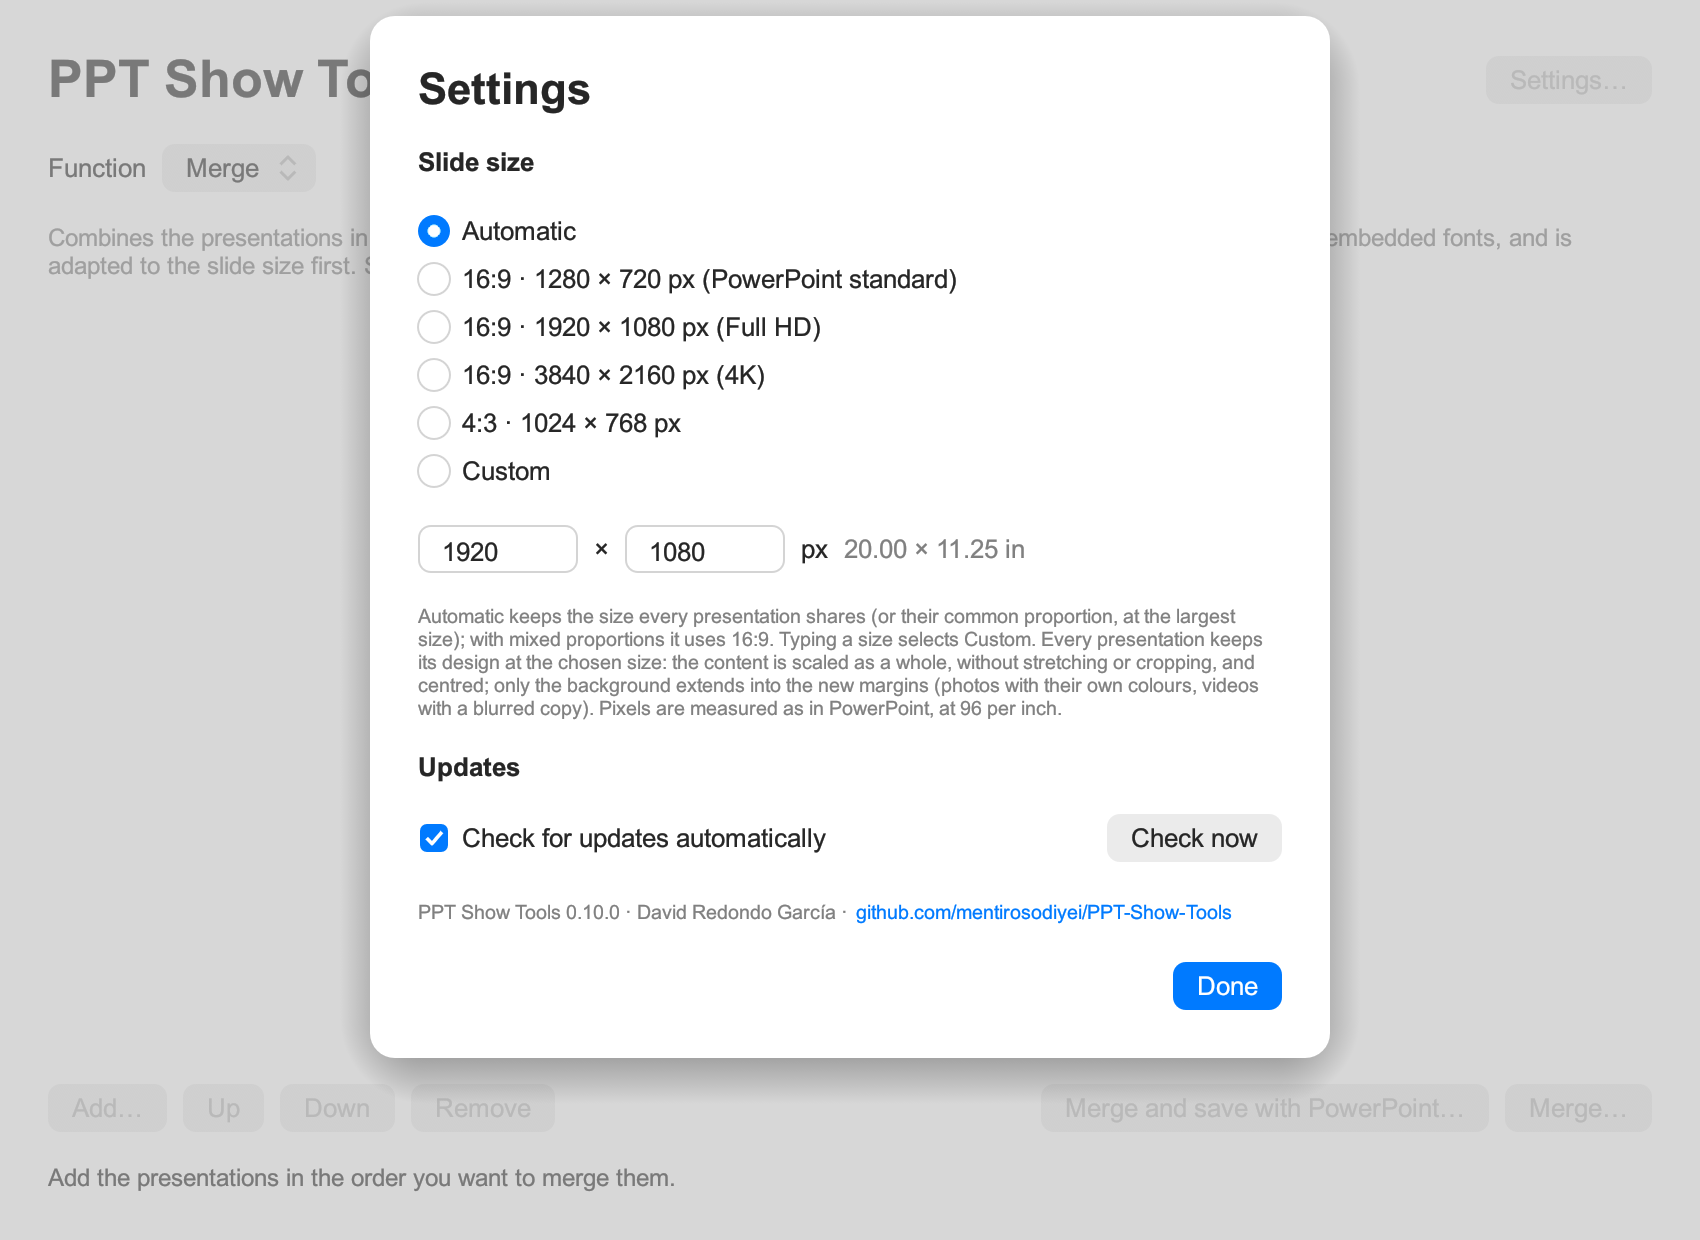 PPT Show To
Settings…
Function
Merge
Combines the presentations in
embedded fonts, and is
adapted to the slide size first.
Settings
Slide size
Automatic
16:9 · 1280 × 720 px (PowerPoint standard)
16:9 · 1920 × 1080 px (Full HD)
16:9 · 3840 × 2160 px (4K)
4:3 · 1024 × 768 px
Custom
1920 × 1080 px 20.00 × 11.25 in
Automatic keeps the size every presentation shares (or their common proportion, at the largest
size); with mixed proportions it uses 16:9. Typing a size selects Custom. Every presentation keeps
its design at the chosen size: the content is scaled as a whole, without stretching or cropping, and
centred; only the background extends into the new margins (photos with their own colours, videos
with a blurred copy). Pixels are measured as in PowerPoint, at 96 per inch.
Updates
Check for updates automatically
Check now
PPT Show Tools 0.10.0 · David Redondo García · github.com/mentirosodiyei/PPT-Show-Tools
Done
Add…
Up
Down
Remove
Merge and save with PowerPoint…
Merge…
Add the presentations in the order you want to merge them.